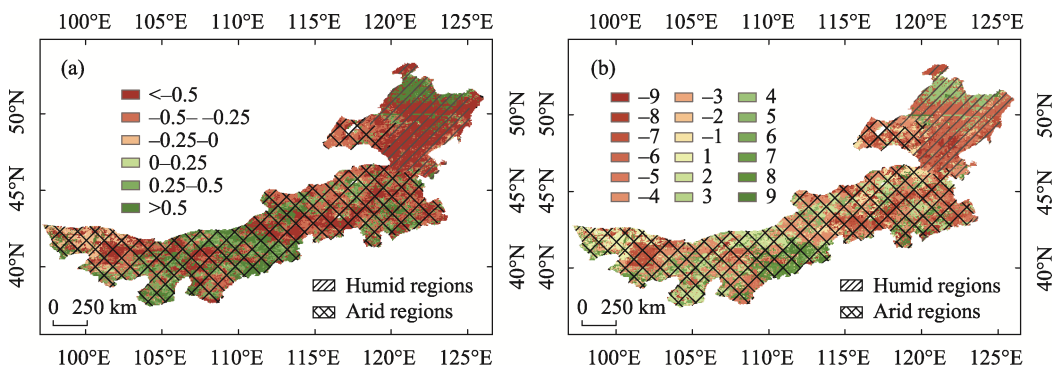 100°E 105°E 110°E 115°E 120°E 125°E
(a)
<–0.5
–0.5– –0.25
–0.25–0
0–0.25
0.25–0.5
>0.5
50°N
45°N
40°N
Humid regions
Arid regions
0 250 km
100°E 105°E 110°E 115°E 120°E 125°E
100°E 105°E 110°E 115°E 120°E 125°E
(b)
–9 –3 4
–8 –2 5
–7 –1 6
–6 1 7
–5 2 8
–4 3 9
50°N 50°N
45°N 45°N
40°N 40°N
Humid regions
Arid regions
0 250 km
100°E 105°E 110°E 115°E 120°E 125°E